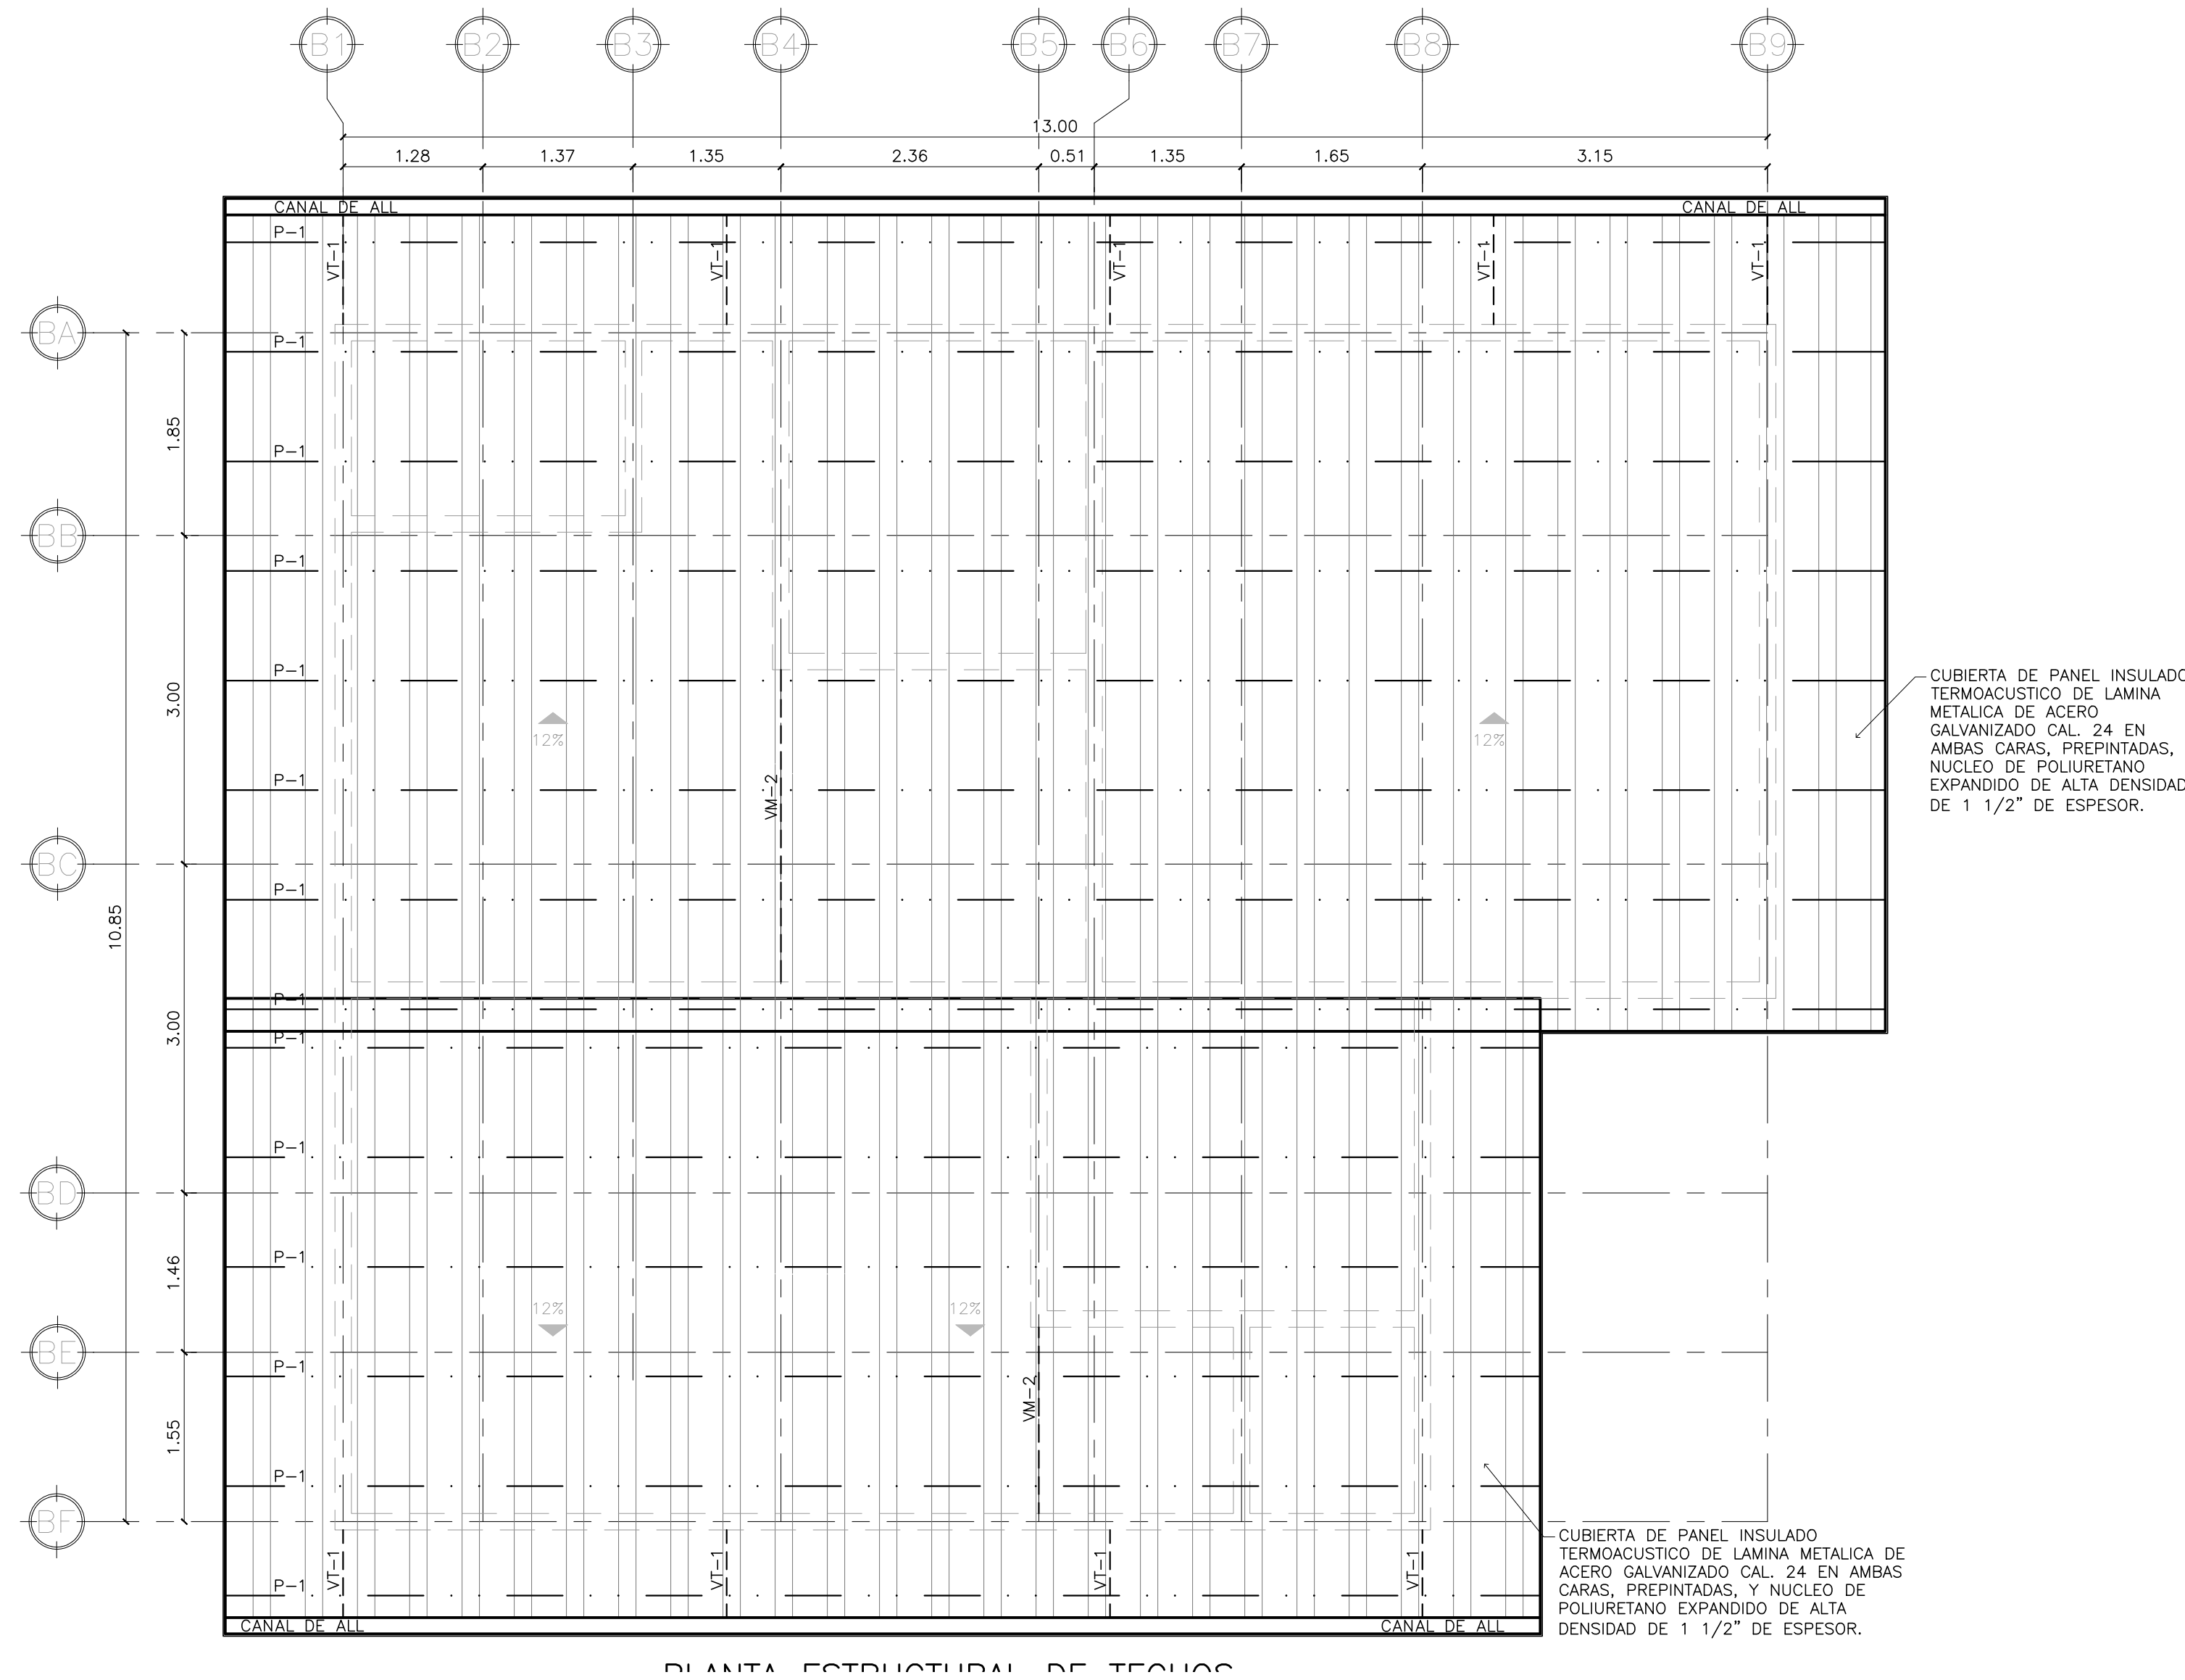 B1 B2 B3 B4 B5 B6 B7 B8 B9
13.00
1.28 1.37 1.35 2.36 0.51 1.35 1.65 3.15
CANAL DE ALL CANAL DE ALL
P-1
VT-1 VT-1 VT-1 VT-1 VT-1
BA
P-1
1.85
P-1
BB
P-1
P-1
3.00
12% 12%
P-1
VM-2
CUBIERTA DE PANEL INSULADO
TERMOACUSTICO DE LAMINA
METALICA DE ACERO
GALVANIZADO CAL. 24 EN
AMBAS CARAS, PREPINTADAS,
NUCLEO DE POLIURETANO
EXPANDIDO DE ALTA DENSIDAD
DE 1 1/2" DE ESPESOR.
BC
P-1
10.85
P-1
3.00
P-1
P-1
BD
P-1
1.46
12% 12%
BE
P-1
VM-2
1.55
P-1
BF
VT-1 VT-1 VT-1 VT-1
P-1
CANAL DE ALL CANAL DE ALL
CUBIERTA DE PANEL INSULADO
TERMOACUSTICO DE LAMINA METALICA DE
ACERO GALVANIZADO CAL. 24 EN AMBAS
CARAS, PREPINTADAS, Y NUCLEO DE
POLIURETANO EXPANDIDO DE ALTA
DENSIDAD DE 1 1/2" DE ESPESOR.
PLANTA ESTRUCTURAL DE TECHOS